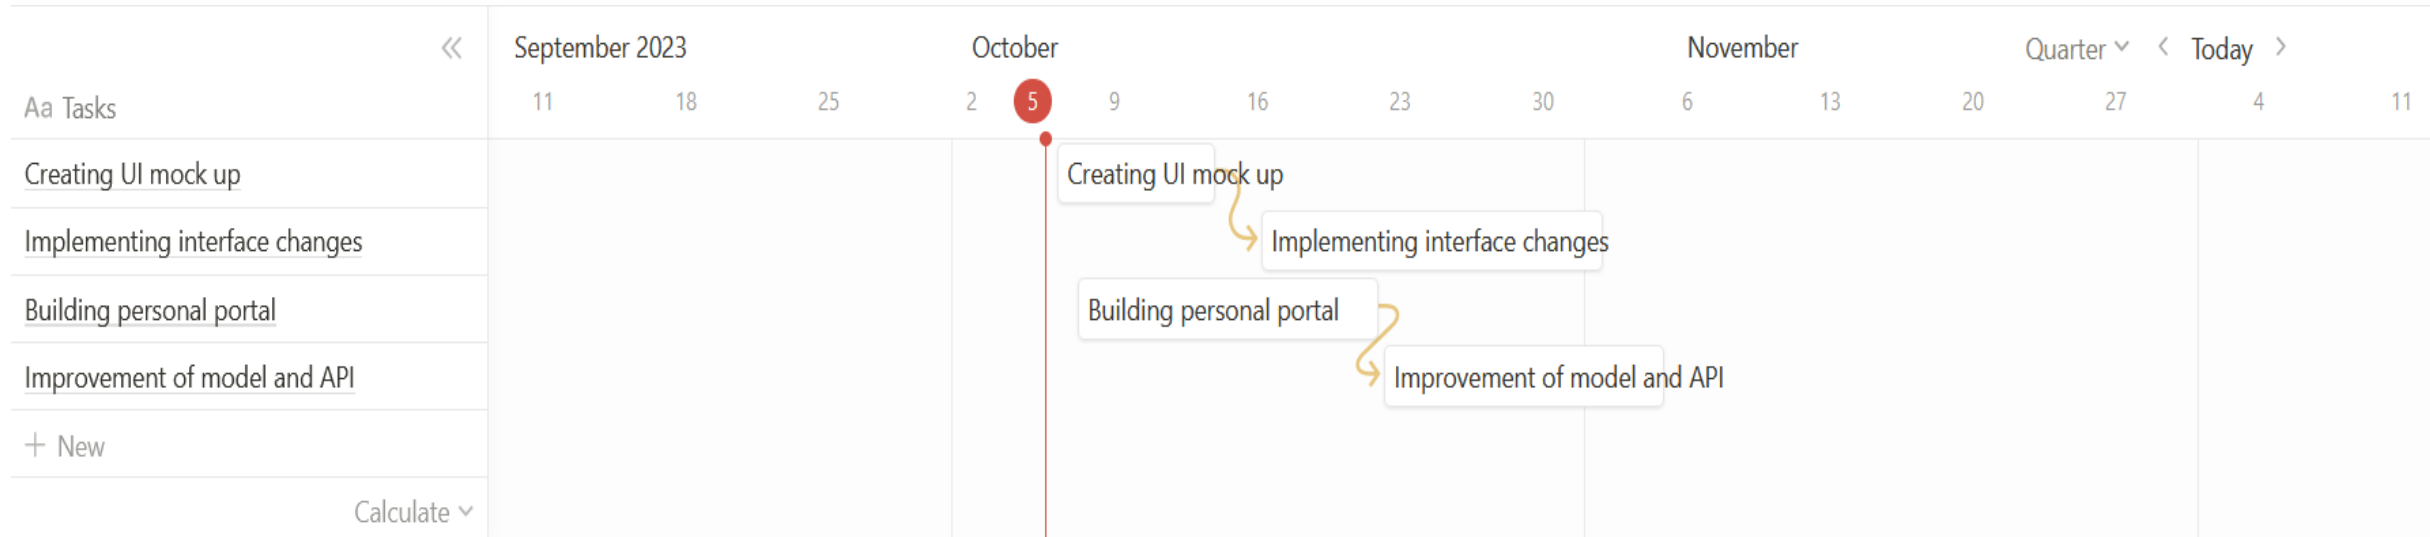 September 2023 October November Quarter Today
Aa Tasks 11 18 25 2 5 9 16 23 30 6 13 20 27 4 11
Creating UI mock up Creating UI mock up
Implementing interface changes Implementing interface changes
Building personal portal Building personal portal
Improvement of model and API Improvement of model and API
+ New
Calculate